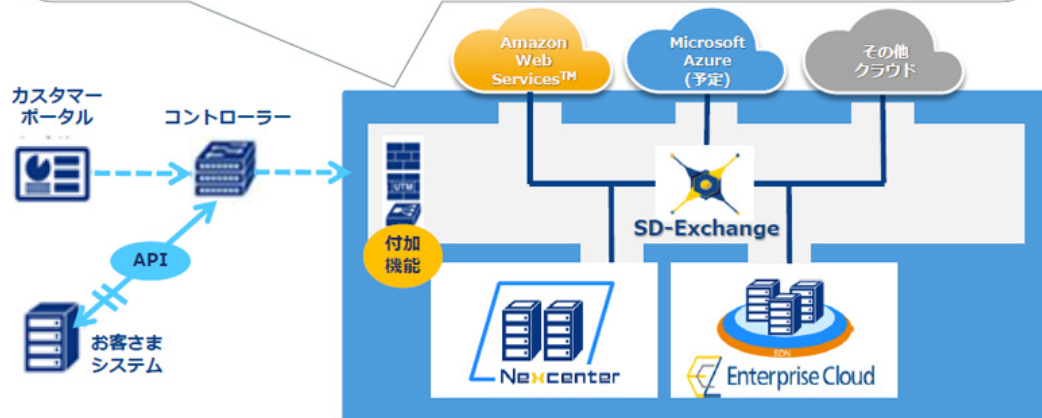 Amazon
Web
Services™
Microsoft
Azure
(予定)
その他
クラウド
カスタマー
ポータル
コントローラー
UTM
SD-Exchange
付加
機能
API
お客さま
システム
Nexcenter
SDN
Enterprise Cloud